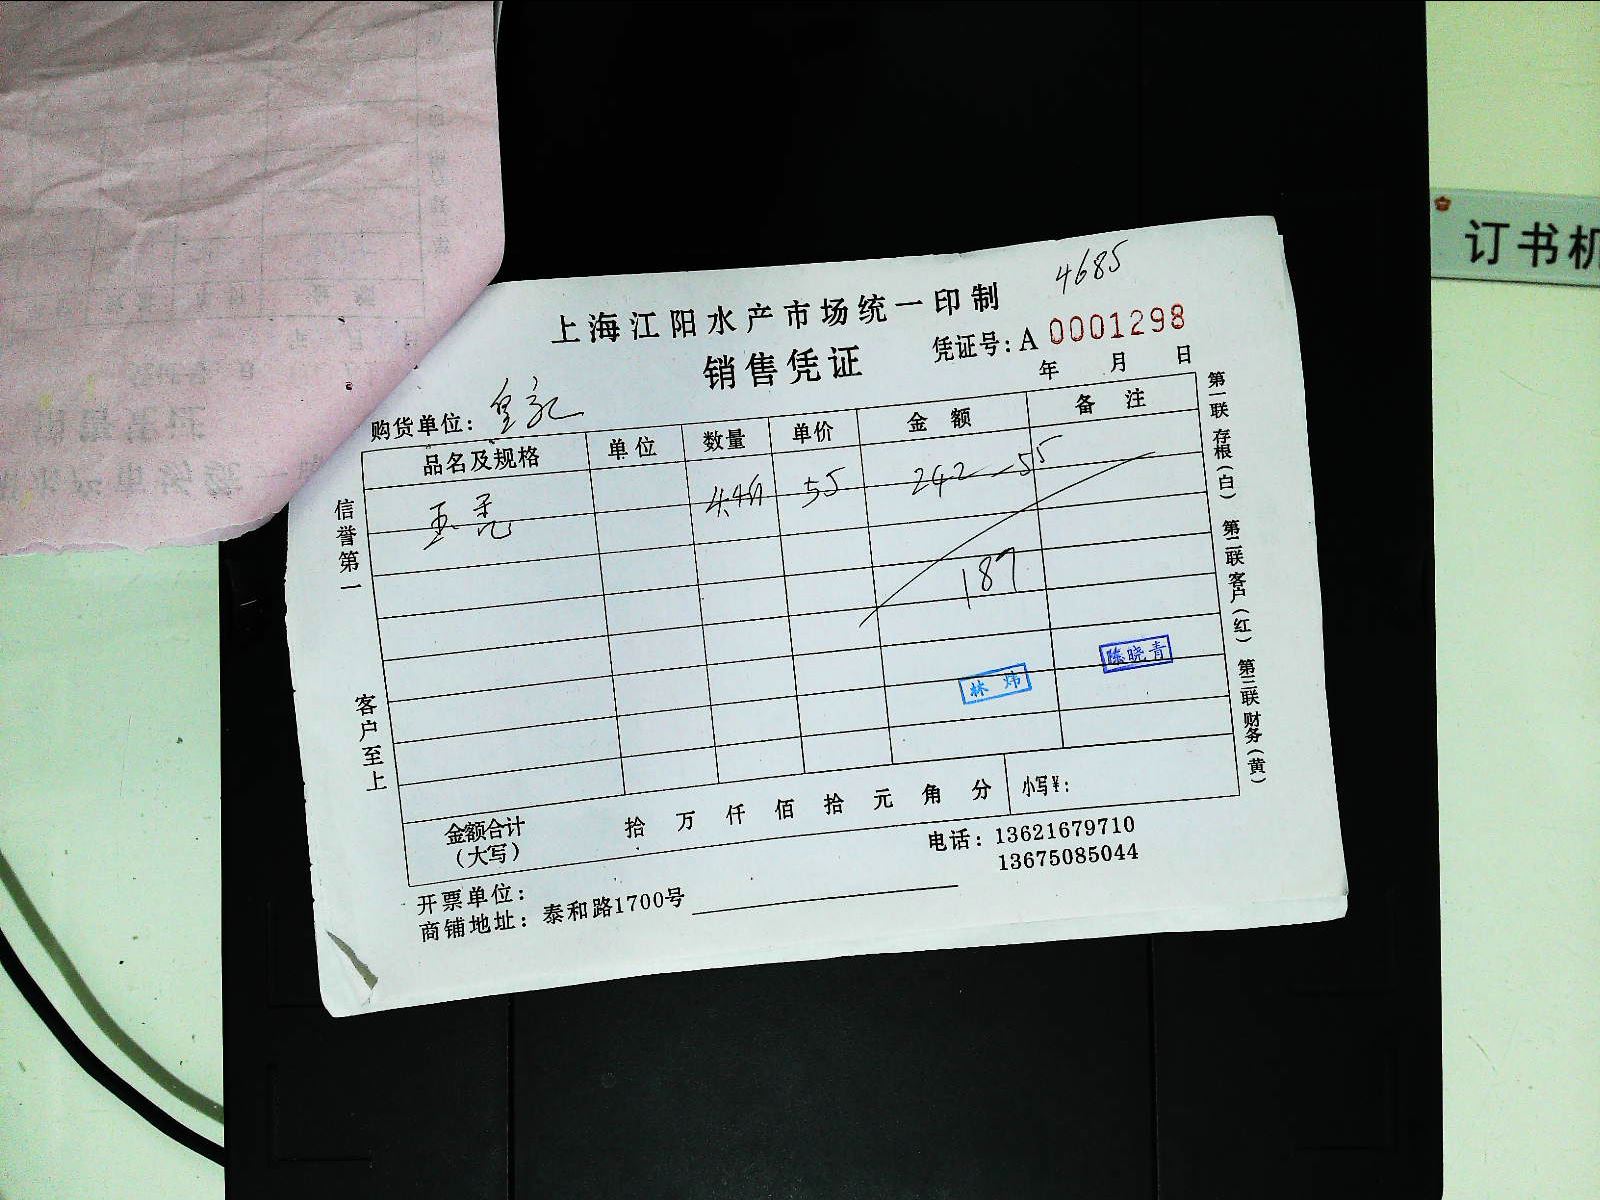 4685
上海江阳水产市场统一印制
销售凭证
凭证号：A 0001298
年 月 日
购货单位：皇記
品名及规格 单位 数量 单价 金额 备注
55 242—55
187
林炜
陈晓青
金额合计（大写） 拾 万 仟 佰 拾 元 角 分 小写¥：
开票单位：
电话：13621679710
13675085044
商铺地址：泰和路1700号
信誉第一
客户至上
第一联 存根（白） 第二联 客户（红） 第三联 财务（黄）
订书机